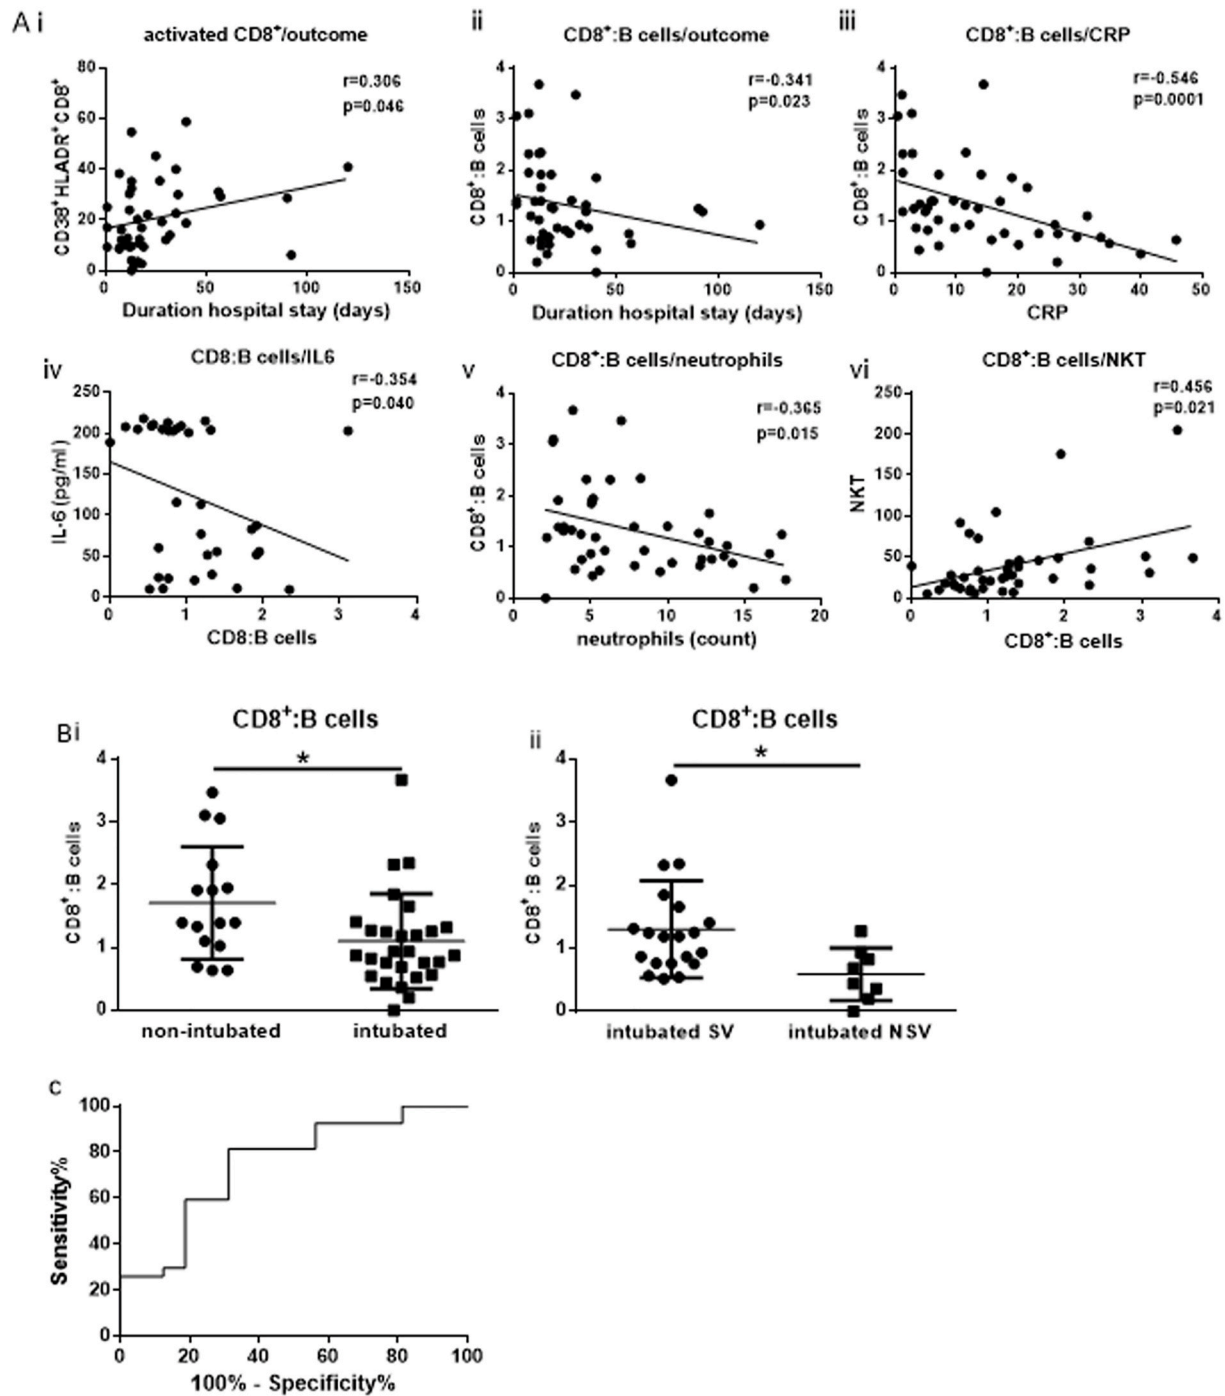 A i
activated CD8⁺/outcome
r=0.306
p=0.046
CD38⁺HLADR⁺CD8⁺
80
60
40
20
0
0 50 100 150
Duration hospital stay (days)
ii
CD8⁺:B cells/outcome
r=-0.341
p=0.023
CD8⁺:B cells
4
3
2
1
0
0 50 100 150
Duration hospital stay (days)
iii
CD8⁺:B cells/CRP
r=-0.546
p=0.0001
CD8⁺:B cells
4
3
2
1
0
0 10 20 30 40 50
CRP
iv
CD8:B cells/IL6
r=-0.354
p=0.040
IL-6 (pg/ml)
250
200
150
100
50
0
0 1 2 3 4
CD8:B cells
v
CD8⁺:B cells/neutrophils
r=-0.365
p=0.015
CD8⁺:B cells
4
3
2
1
0
0 5 10 15 20
neutrophils (count)
vi
CD8⁺:B cells/NKT
r=0.456
p=0.021
NKT
250
200
150
100
50
0
0 1 2 3 4
CD8⁺:B cells
B i
CD8⁺:B cells
*
CD8⁺:B cells
4
3
2
1
0
non-intubated intubated
ii
CD8⁺:B cells
*
CD8⁺:B cells
4
3
2
1
0
intubated SV intubated NSV
C
Sensitivity%
100
80
60
40
20
0
0 20 40 60 80 100
100% - Specificity%